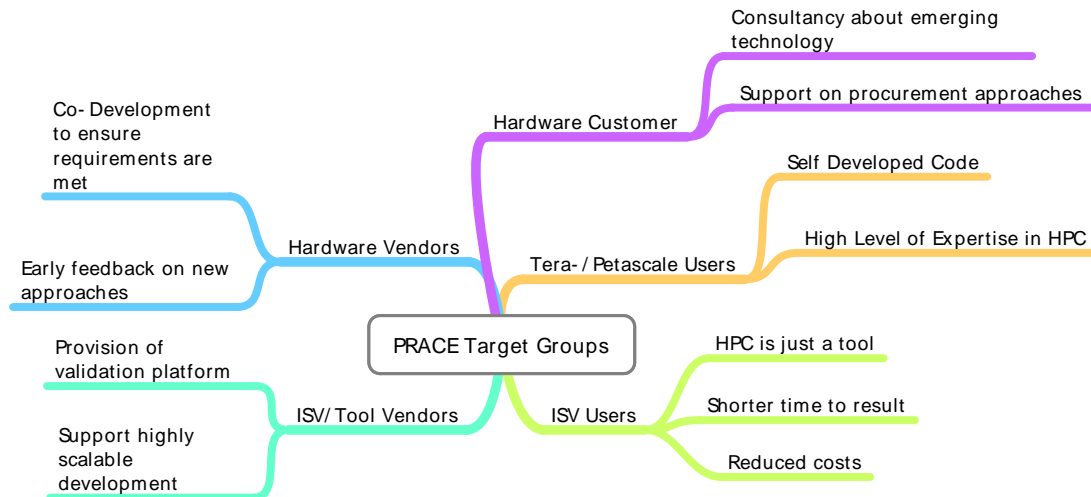 Consultancy about emerging
technology
Support on procurement approaches
Hardware Customer
Self Developed Code
High Level of Expertise in HPC
Tera- / Petascale Users
Co- Development
to ensure
requirements are
met
Early feedback on new
approaches
Hardware Vendors
PRACE Target Groups
Provision of
validation platform
Support highly
scalable
development
ISV/ Tool Vendors
HPC is just a tool
Shorter time to result
Reduced costs
ISV Users